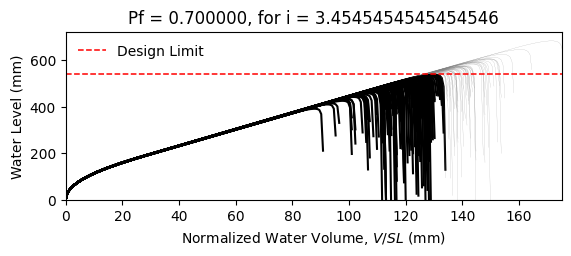 Pf = 0.700000, for i = 3.4545454545454546
Design Limit
Water Level (mm)
600
400
200
0
0 20 40 60 80 100 120 140 160
Normalized Water Volume, V/SL (mm)